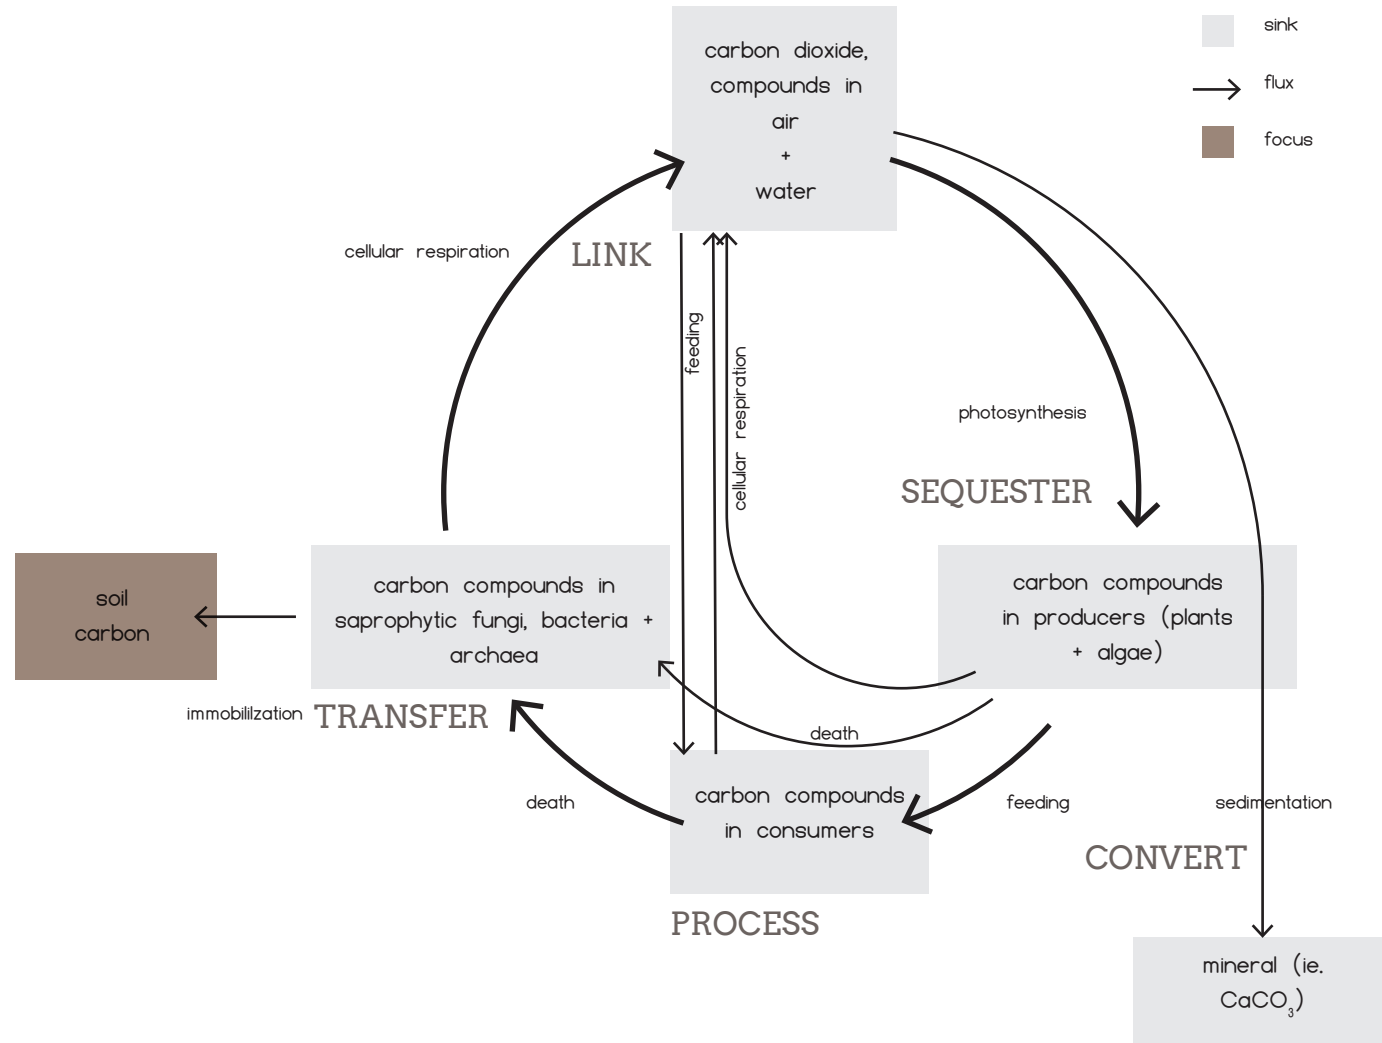 carbon dioxide,
compounds in
air
+
water
sink
flux
focus
cellular respiration
LINK
feeding
cellular respiration
photosynthesis
SEQUESTER
soil
carbon
carbon compounds in
saprophytic fungi, bacteria +
archaea
carbon compounds
in producers (plants
+ algae)
immobililzation
TRANSFER
death
death
carbon compounds
in consumers
feeding
sedimentation
CONVERT
PROCESS
mineral (ie.
CaCO₃)